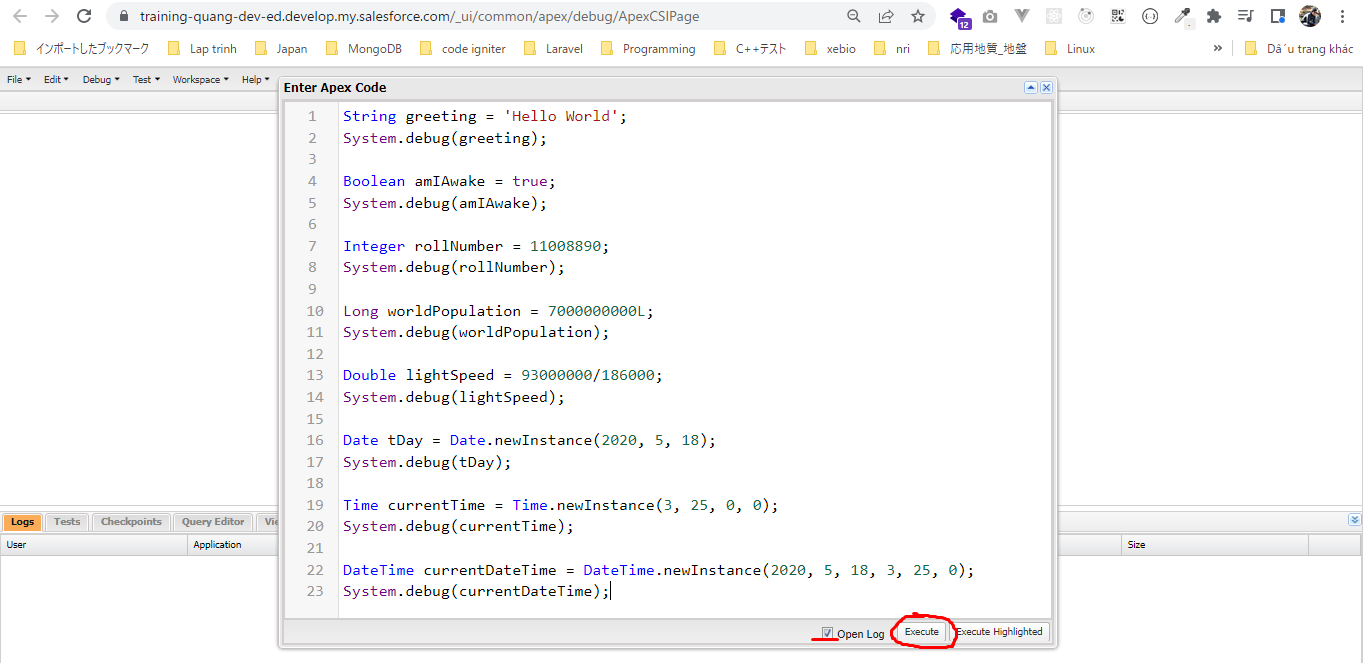 training-quang-dev-ed.develop.my.salesforce.com/_ui/common/apex/debug/ApexCSIPage
12
インポートしたブックマーク Lap trinh Japan MongoDB code igniter Laravel Programming C++テスト xebio nri 応用地質_地盤 Linux » Dấu trang khác
File Edit Debug Test Workspace Help
Enter Apex Code
1 String greeting = 'Hello World';
2 System.debug(greeting);
3
4 Boolean amIAwake = true;
5 System.debug(amIAwake);
6
7 Integer rollNumber = 11008890;
8 System.debug(rollNumber);
9
10 Long worldPopulation = 7000000000L;
11 System.debug(worldPopulation);
12
13 Double lightSpeed = 93000000/186000;
14 System.debug(lightSpeed);
15
16 Date tDay = Date.newInstance(2020, 5, 18);
17 System.debug(tDay);
18
19 Time currentTime = Time.newInstance(3, 25, 0, 0);
20 System.debug(currentTime);
21
22 DateTime currentDateTime = DateTime.newInstance(2020, 5, 18, 3, 25, 0);
23 System.debug(currentDateTime);
Open Log Execute Execute Highlighted
Logs Tests Checkpoints Query Editor Vie
User Application Size